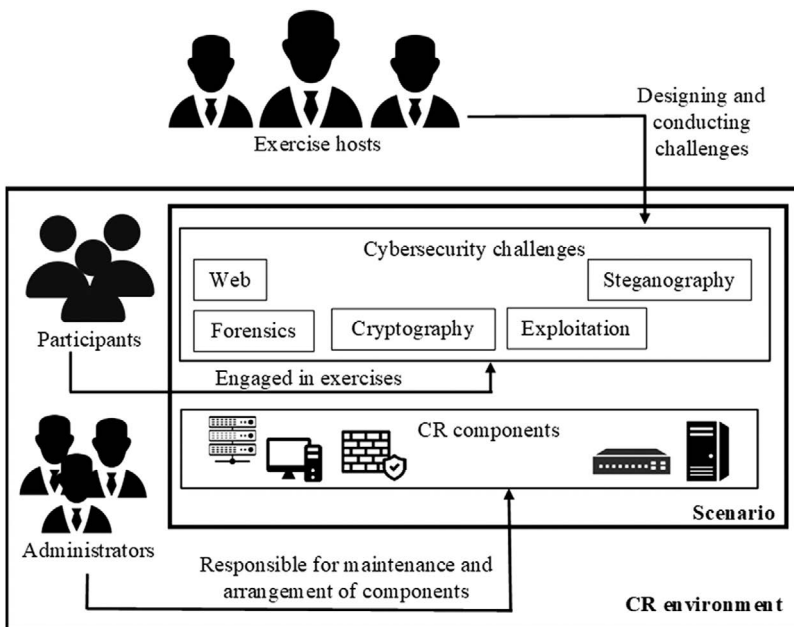 Exercise hosts
Designing and
conducting
challenges
Participants
Cybersecurity challenges
Web
Steganography
Forensics
Cryptography
Exploitation
Engaged in exercises
CR components
Scenario
Administrators
Responsible for maintenance and
arrangement of components
CR environment